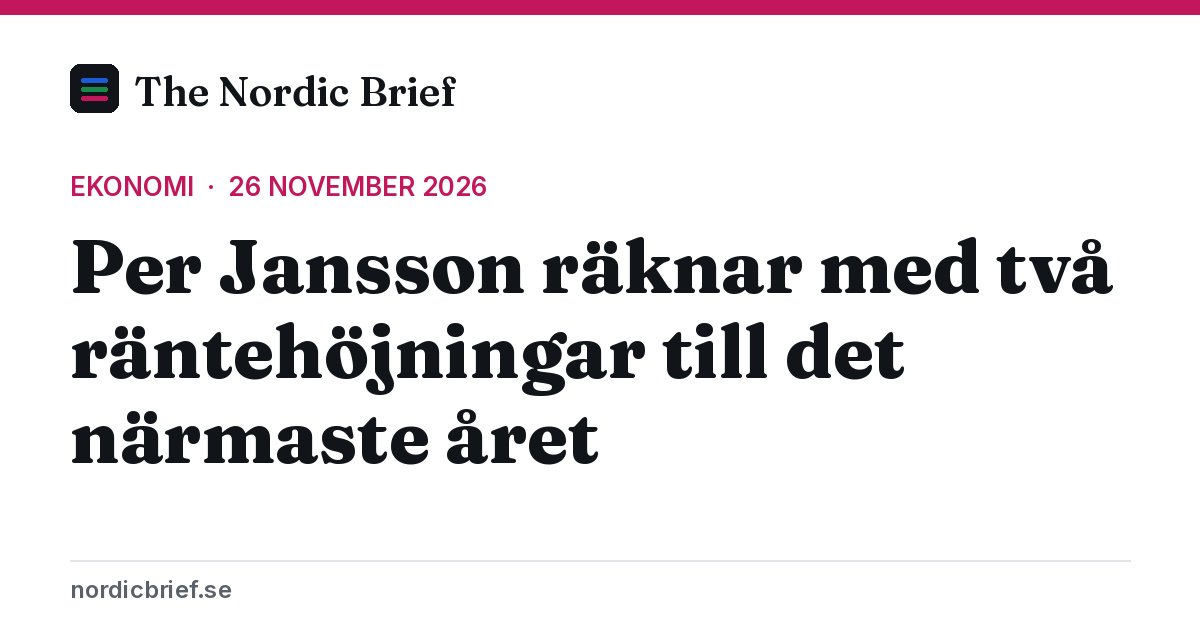 The Nordic Brief
EKONOMI · 26 NOVEMBER 2026
Per Jansson räknar med två
räntehöjningar till det
närmaste året
nordicbrief.se